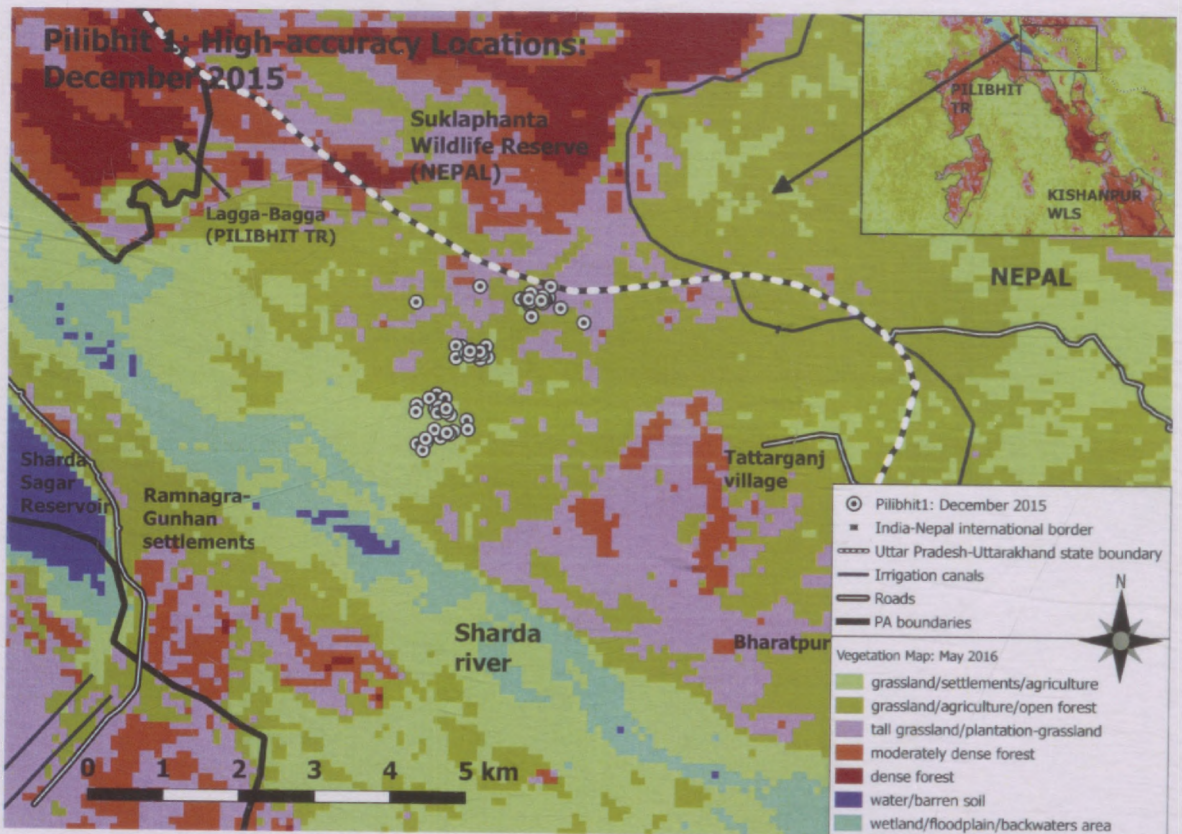 Pilibhit 1: High-accuracy Locations:
December 2015
Suklaphanta
Wildlife Reserve
(NEPAL)
Lagga-Bagga
(PILIBHIT TR)
PILIBHIT
TR
KISHANPUR
WLS
NEPAL
Sharda
Sagar
Reservoir
Ramnagra-
Gunhan
settlements
Tattarganj
village
Sharda
river
Bharatpur
0 1 2 3 4 5 km
Pilibhit1: December 2015
India-Nepal international border
Uttar Pradesh-Uttarakhand state boundary
Irrigation canals
Roads
PA boundaries
N
Vegetation Map: May 2016
grassland/settlements/agriculture
grassland/agriculture/open forest
tall grassland/plantation-grassland
moderately dense forest
dense forest
water/barren soil
wetland/floodplain/backwaters area